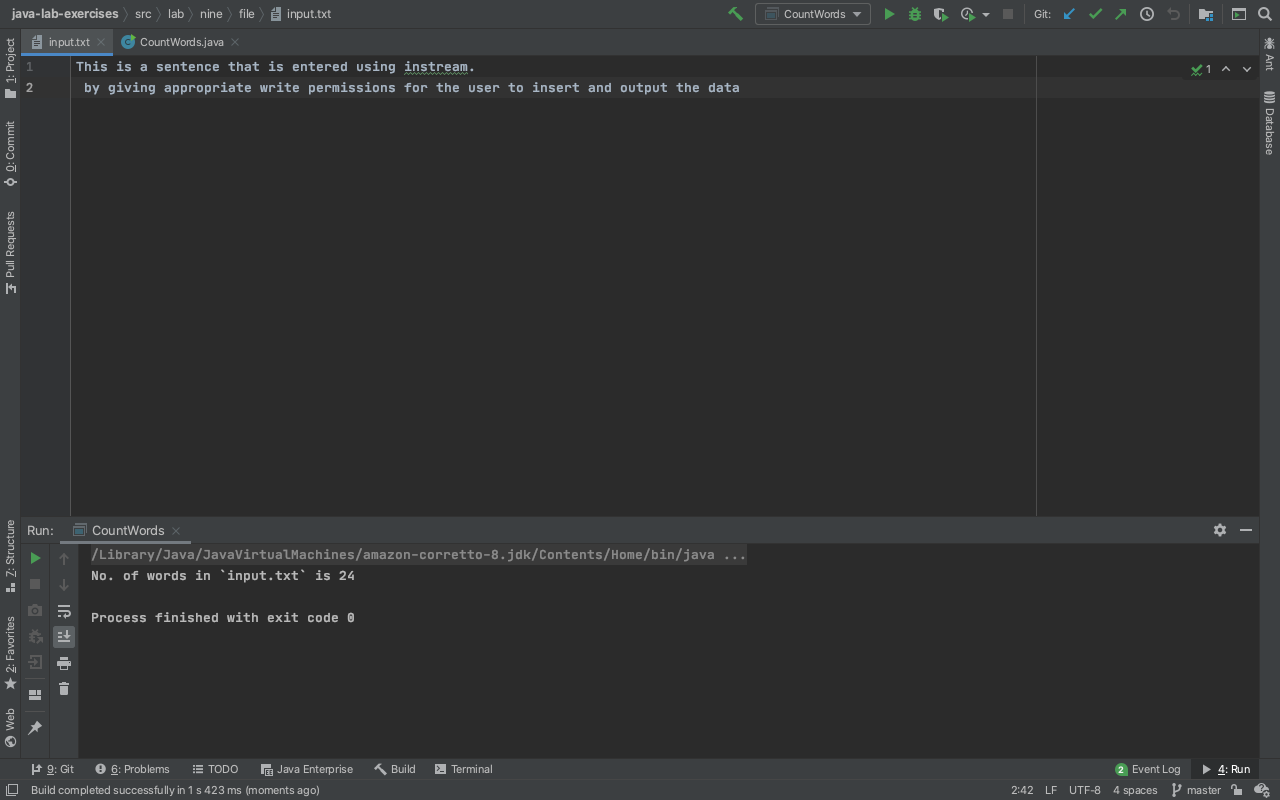 java-lab-exercises src lab nine file input.txt CountWords Git:
input.txt CountWords.java
1 This is a sentence that is entered using instream.
2 by giving appropriate write permissions for the user to insert and output the data
1
1: Project
0: Commit
Pull Requests
Ant
Database
Run: CountWords
/Library/Java/JavaVirtualMachines/amazon-corretto-8.jdk/Contents/Home/bin/java ...
No. of words in `input.txt` is 24
Process finished with exit code 0
7: Structure
2: Favorites
Web
9: Git 6: Problems TODO Java Enterprise Build Terminal 2 Event Log 4: Run
Build completed successfully in 1 s 423 ms (moments ago) 2:42 LF UTF-8 4 spaces master